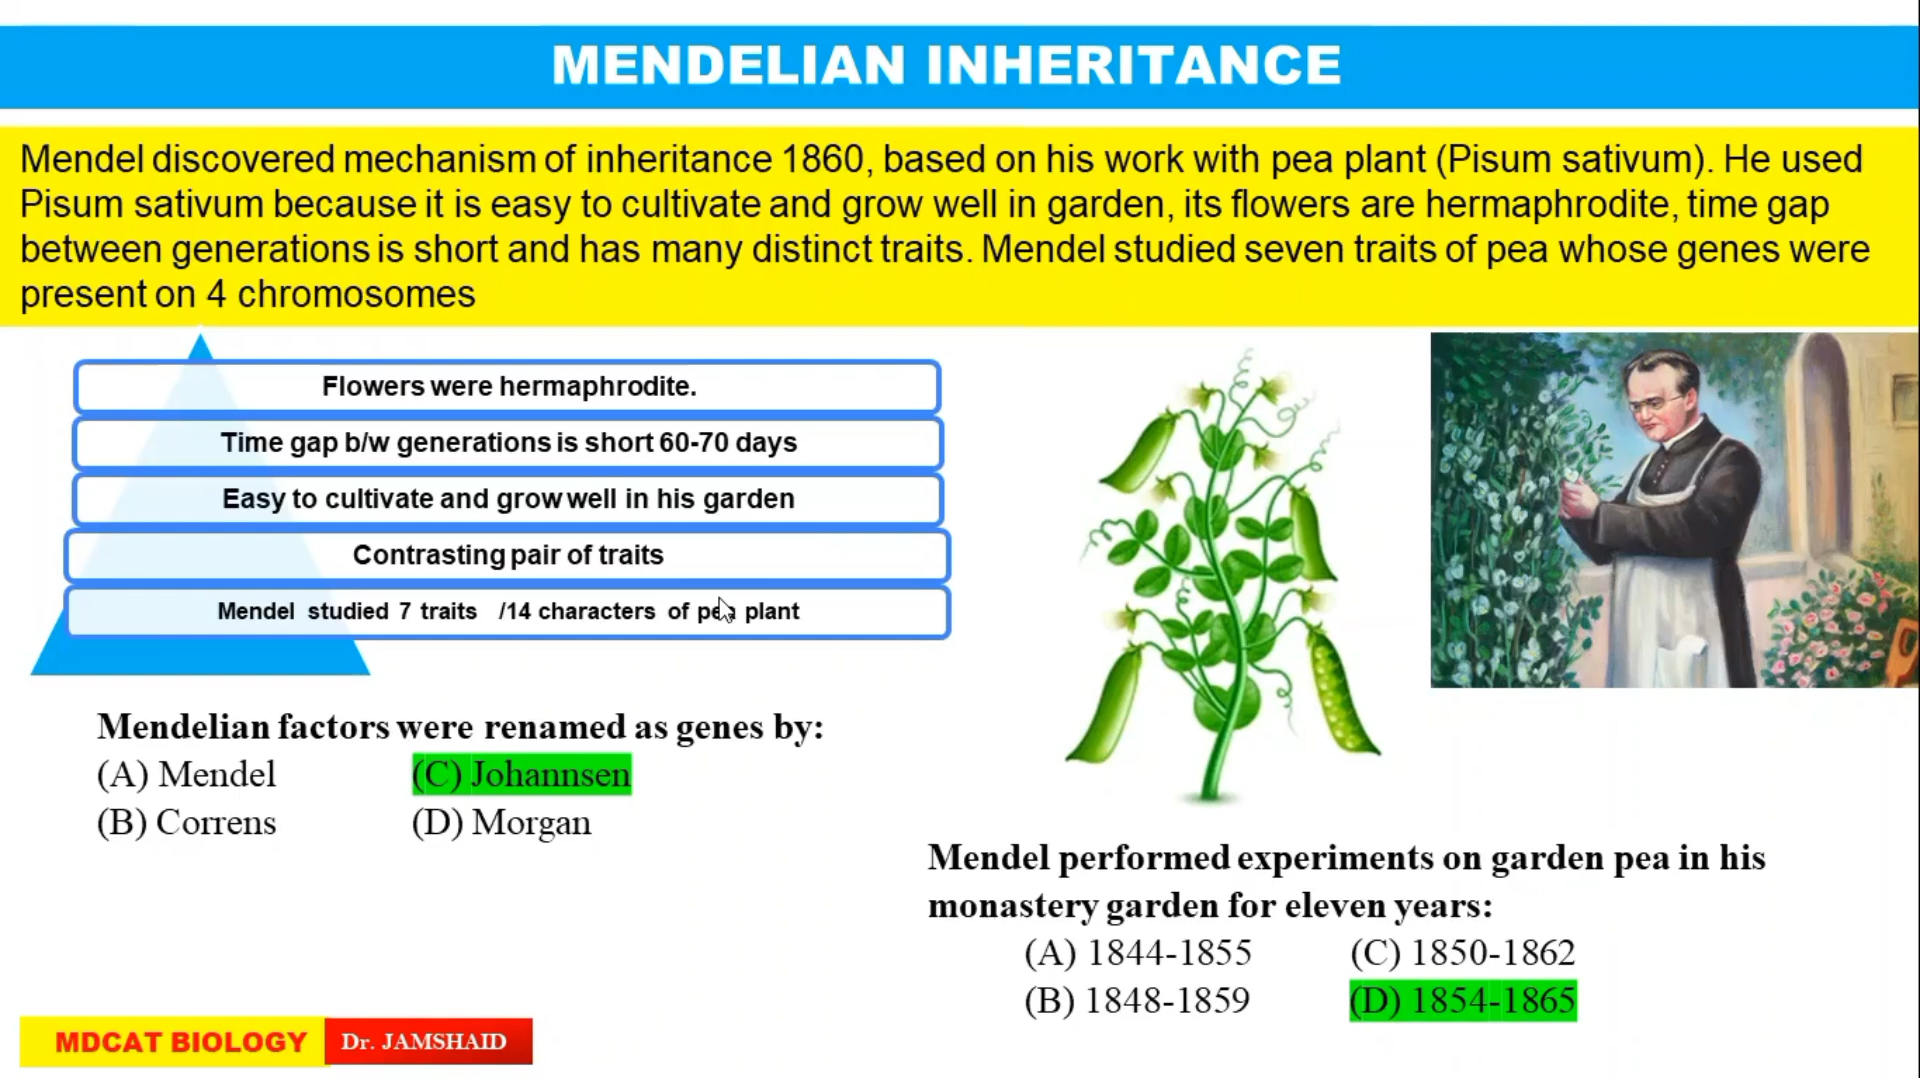 MENDELIAN INHERITANCE
Mendel discovered mechanism of inheritance 1860, based on his work with pea plant (Pisum sativum). He used
Pisum sativum because it is easy to cultivate and grow well in garden, its flowers are hermaphrodite, time gap
between generations is short and has many distinct traits. Mendel studied seven traits of pea whose genes were
present on 4 chromosomes
Flowers were hermaphrodite.
Time gap b/w generations is short 60-70 days
Easy to cultivate and grow well in his garden
Contrasting pair of traits
Mendel studied 7 traits /14 characters of pea plant
Mendelian factors were renamed as genes by:
(A) Mendel (C) Johannsen
(B) Correns (D) Morgan
Mendel performed experiments on garden pea in his
monastery garden for eleven years:
(A) 1844-1855 (C) 1850-1862
(B) 1848-1859 (D) 1854-1865
MDCAT BIOLOGY Dr. JAMSHAID